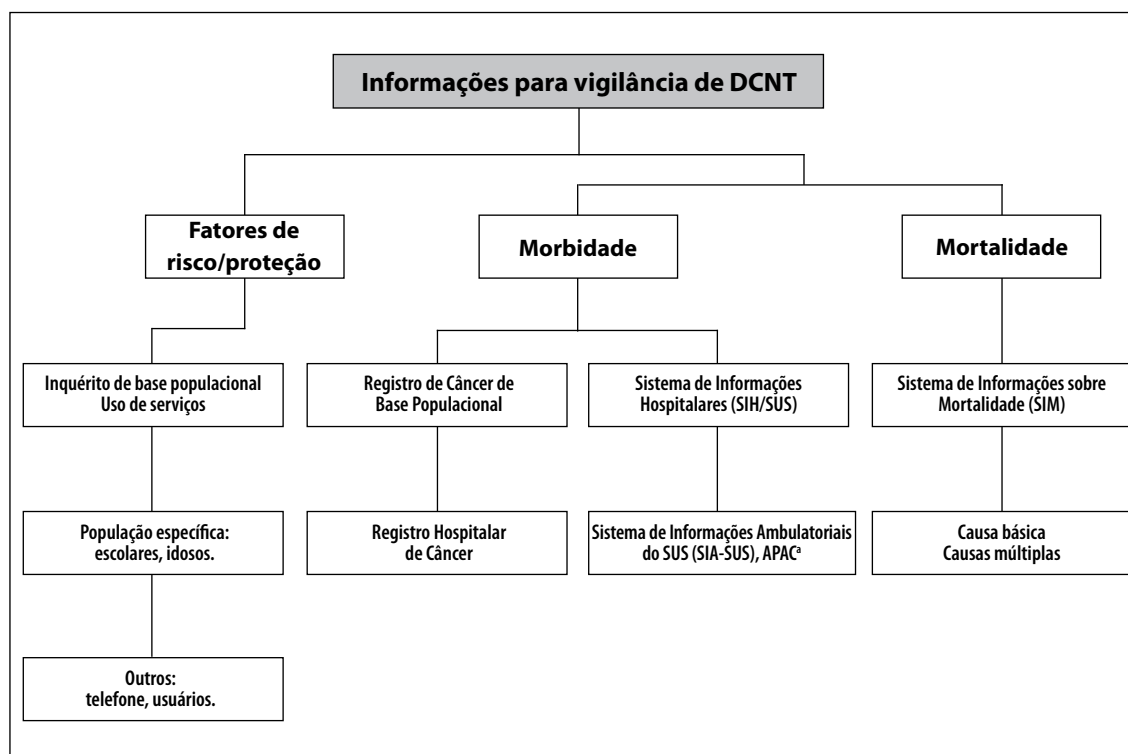 Informações para vigilância de DCNT
Fatores de
risco/proteção
Morbidade
Mortalidade
Inquérito de base populacional
Uso de serviços
Registro de Câncer de
Base Populacional
Sistema de Informações
Hospitalares (SIH/SUS)
Sistema de Informações sobre
Mortalidade (SIM)
População específica:
escolares, idosos.
Registro Hospitalar
de Câncer
Sistema de Informações Ambulatoriais
do SUS (SIA-SUS), APACª
Causa básica
Causas múltiplas
Outros:
telefone, usuários.